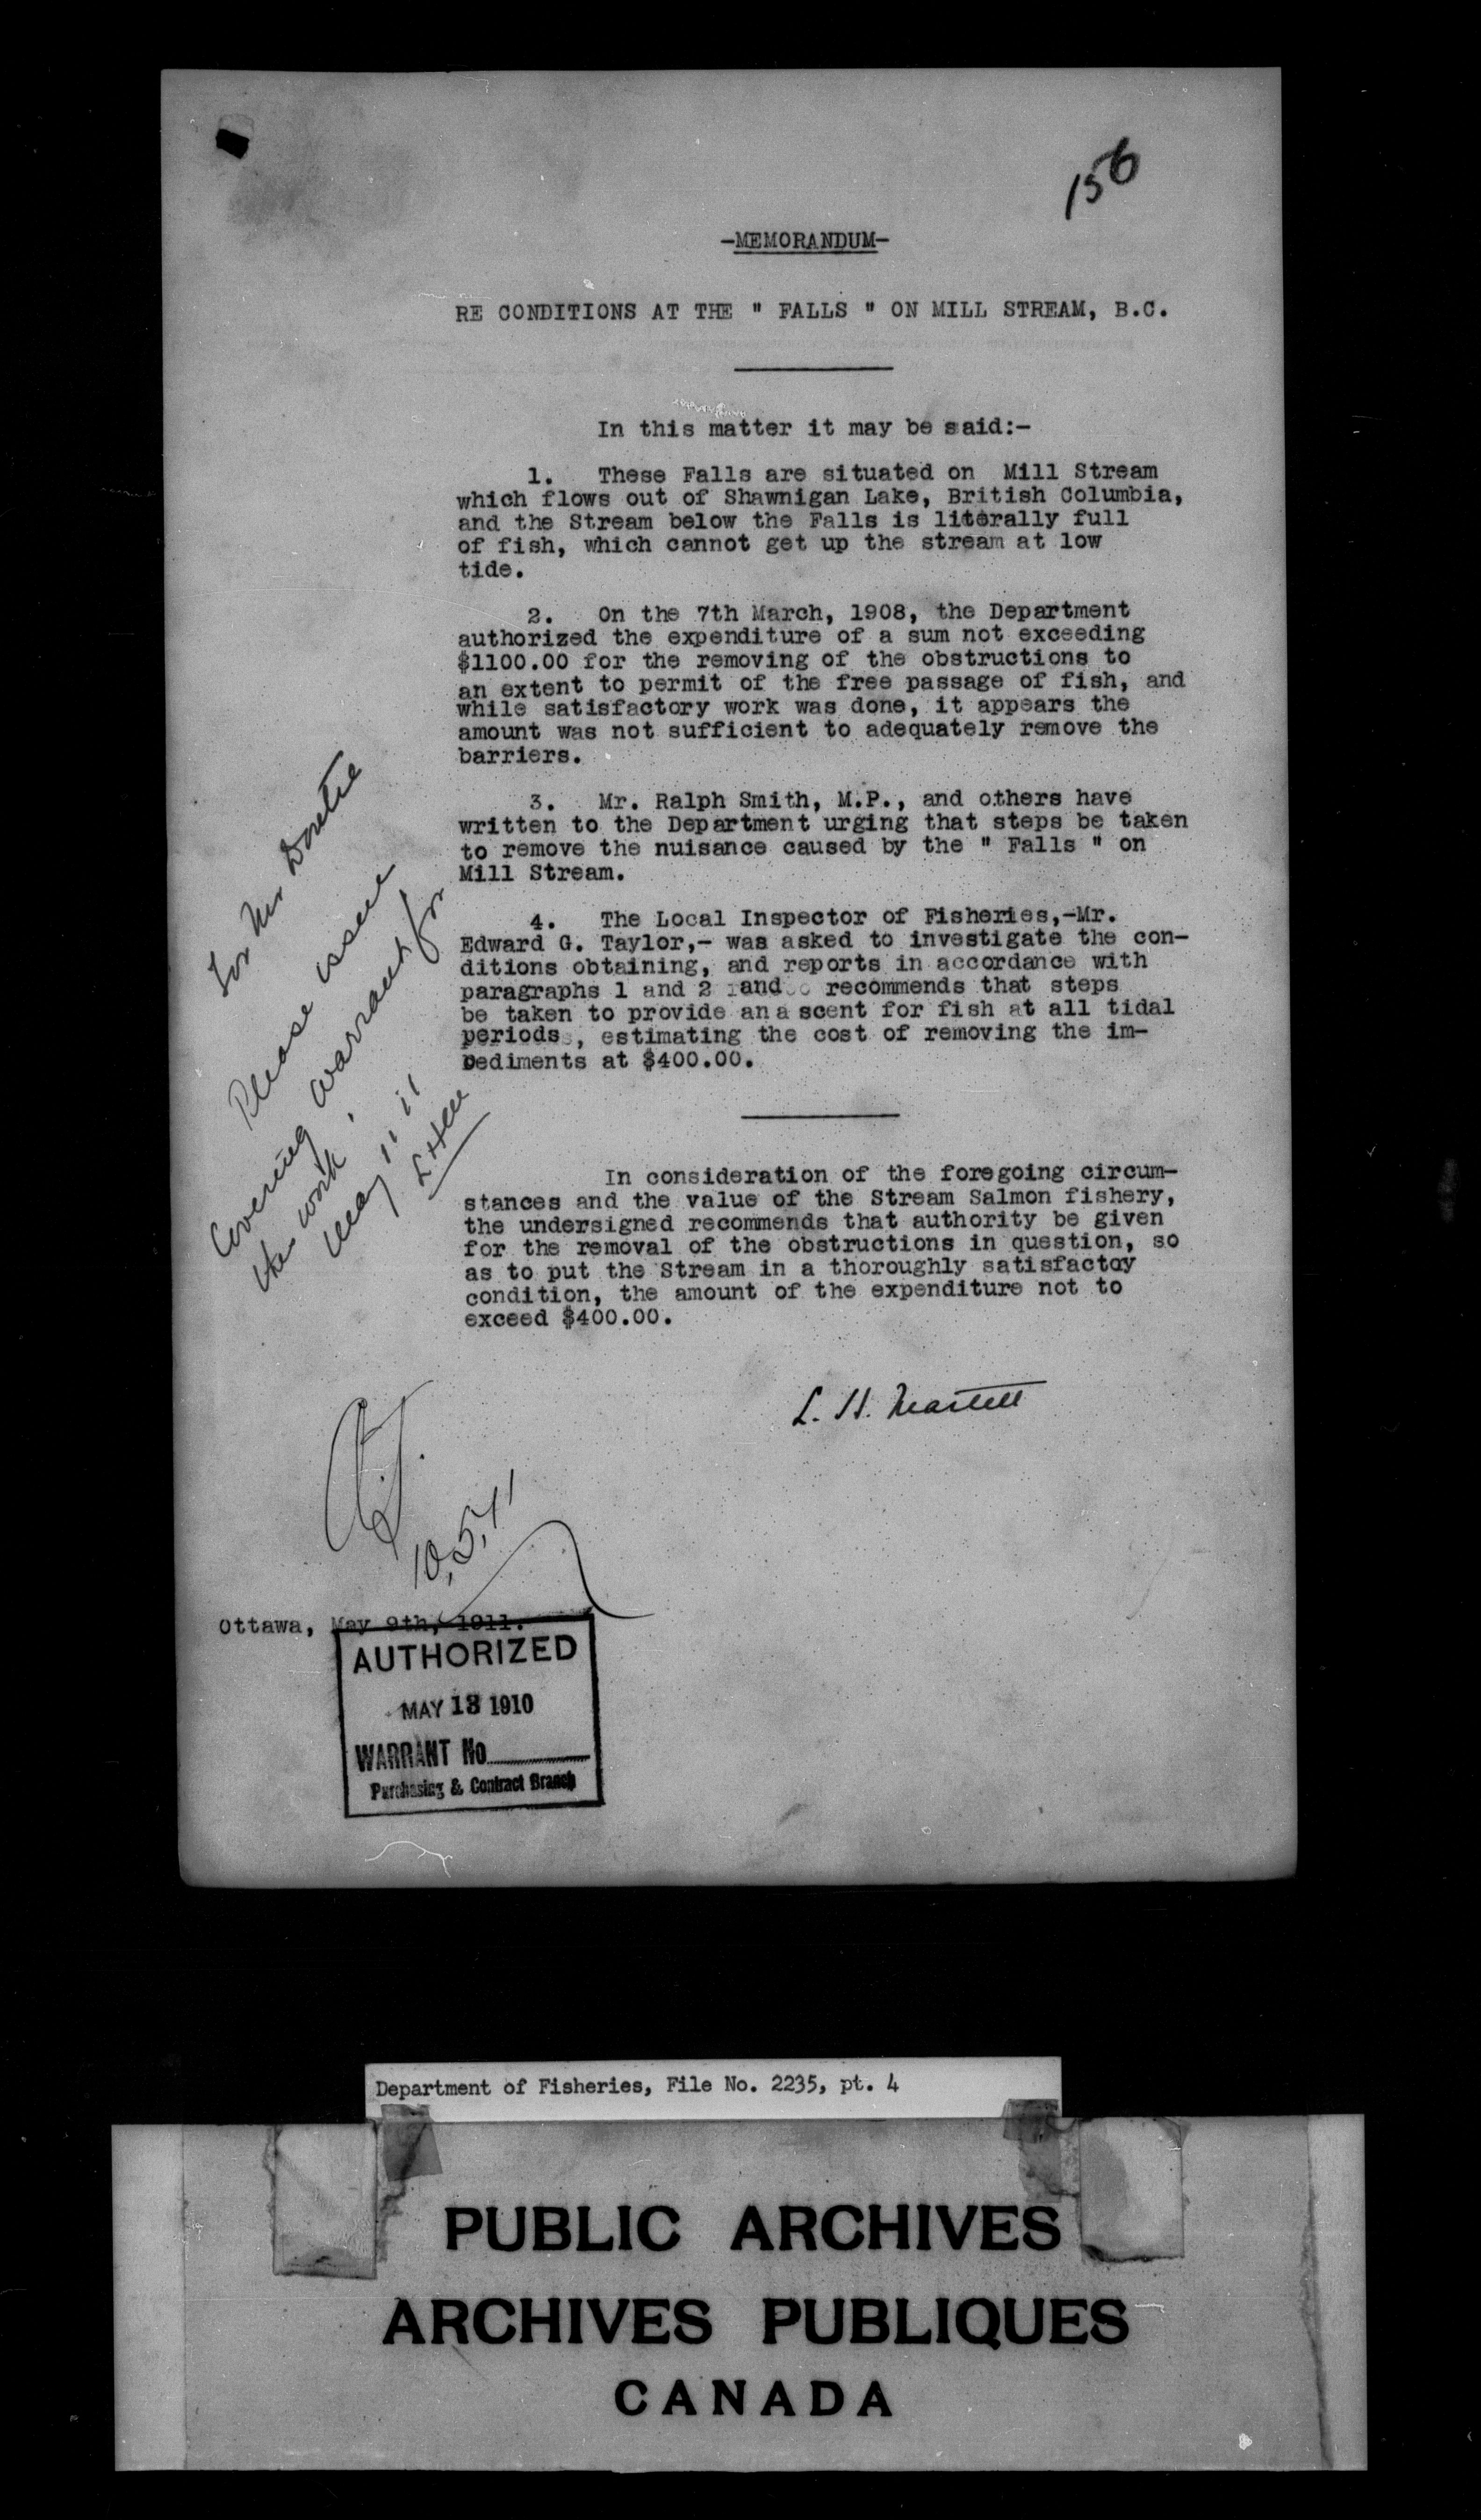 156
-MEMORANDUM-
RE CONDITIONS AT THE " FALLS " ON MILL STREAM, B.C.
In this matter it may be said:-
1. These Falls are situated on Mill Stream
which flows out of Shawnigan Lake, British Columbia,
and the Stream below the Falls is literally full
of fish, which cannot get up the stream at low
tide.
2. On the 7th March, 1908, the Department
authorized the expenditure of a sum not exceeding
$1100.00 for the removing of the obstructions to
an extent to permit of the free passage of fish, and
while satisfactory work was done, it appears the
amount was not sufficient to adequately remove the
barriers.
3. Mr. Ralph Smith, M.P., and others have
written to the Department urging that steps be taken
to remove the nuisance caused by the " Falls " on
Mill Stream.
4. The Local Inspector of Fisheries,-Mr.
Edward G. Taylor,- was asked to investigate the con-
ditions obtaining, and reports in accordance with
paragraphs 1 and 2 and recommends that steps
be taken to provide an a scent for fish at all tidal
periods, estimating the cost of removing the im-
pediments at $400.00.
For Mr
Please issue
Covering warrant for
the work.
May 11 11
In consideration of the foregoing circum-
stances and the value of the Stream Salmon fishery,
the undersigned recommends that authority be given
for the removal of the obstructions in question, so
as to put the Stream in a thoroughly satisfactoy
condition, the amount of the expenditure not to
exceed $400.00.
L. H. Martell
10.5.11
Ottawa, May 9th, 1911.
AUTHORIZED
MAY 13 1910
WARRANT No
Purchasing & Contract Branch
Department of Fisheries, File No. 2235, pt. 4
PUBLIC ARCHIVES
ARCHIVES PUBLIQUES
CANADA